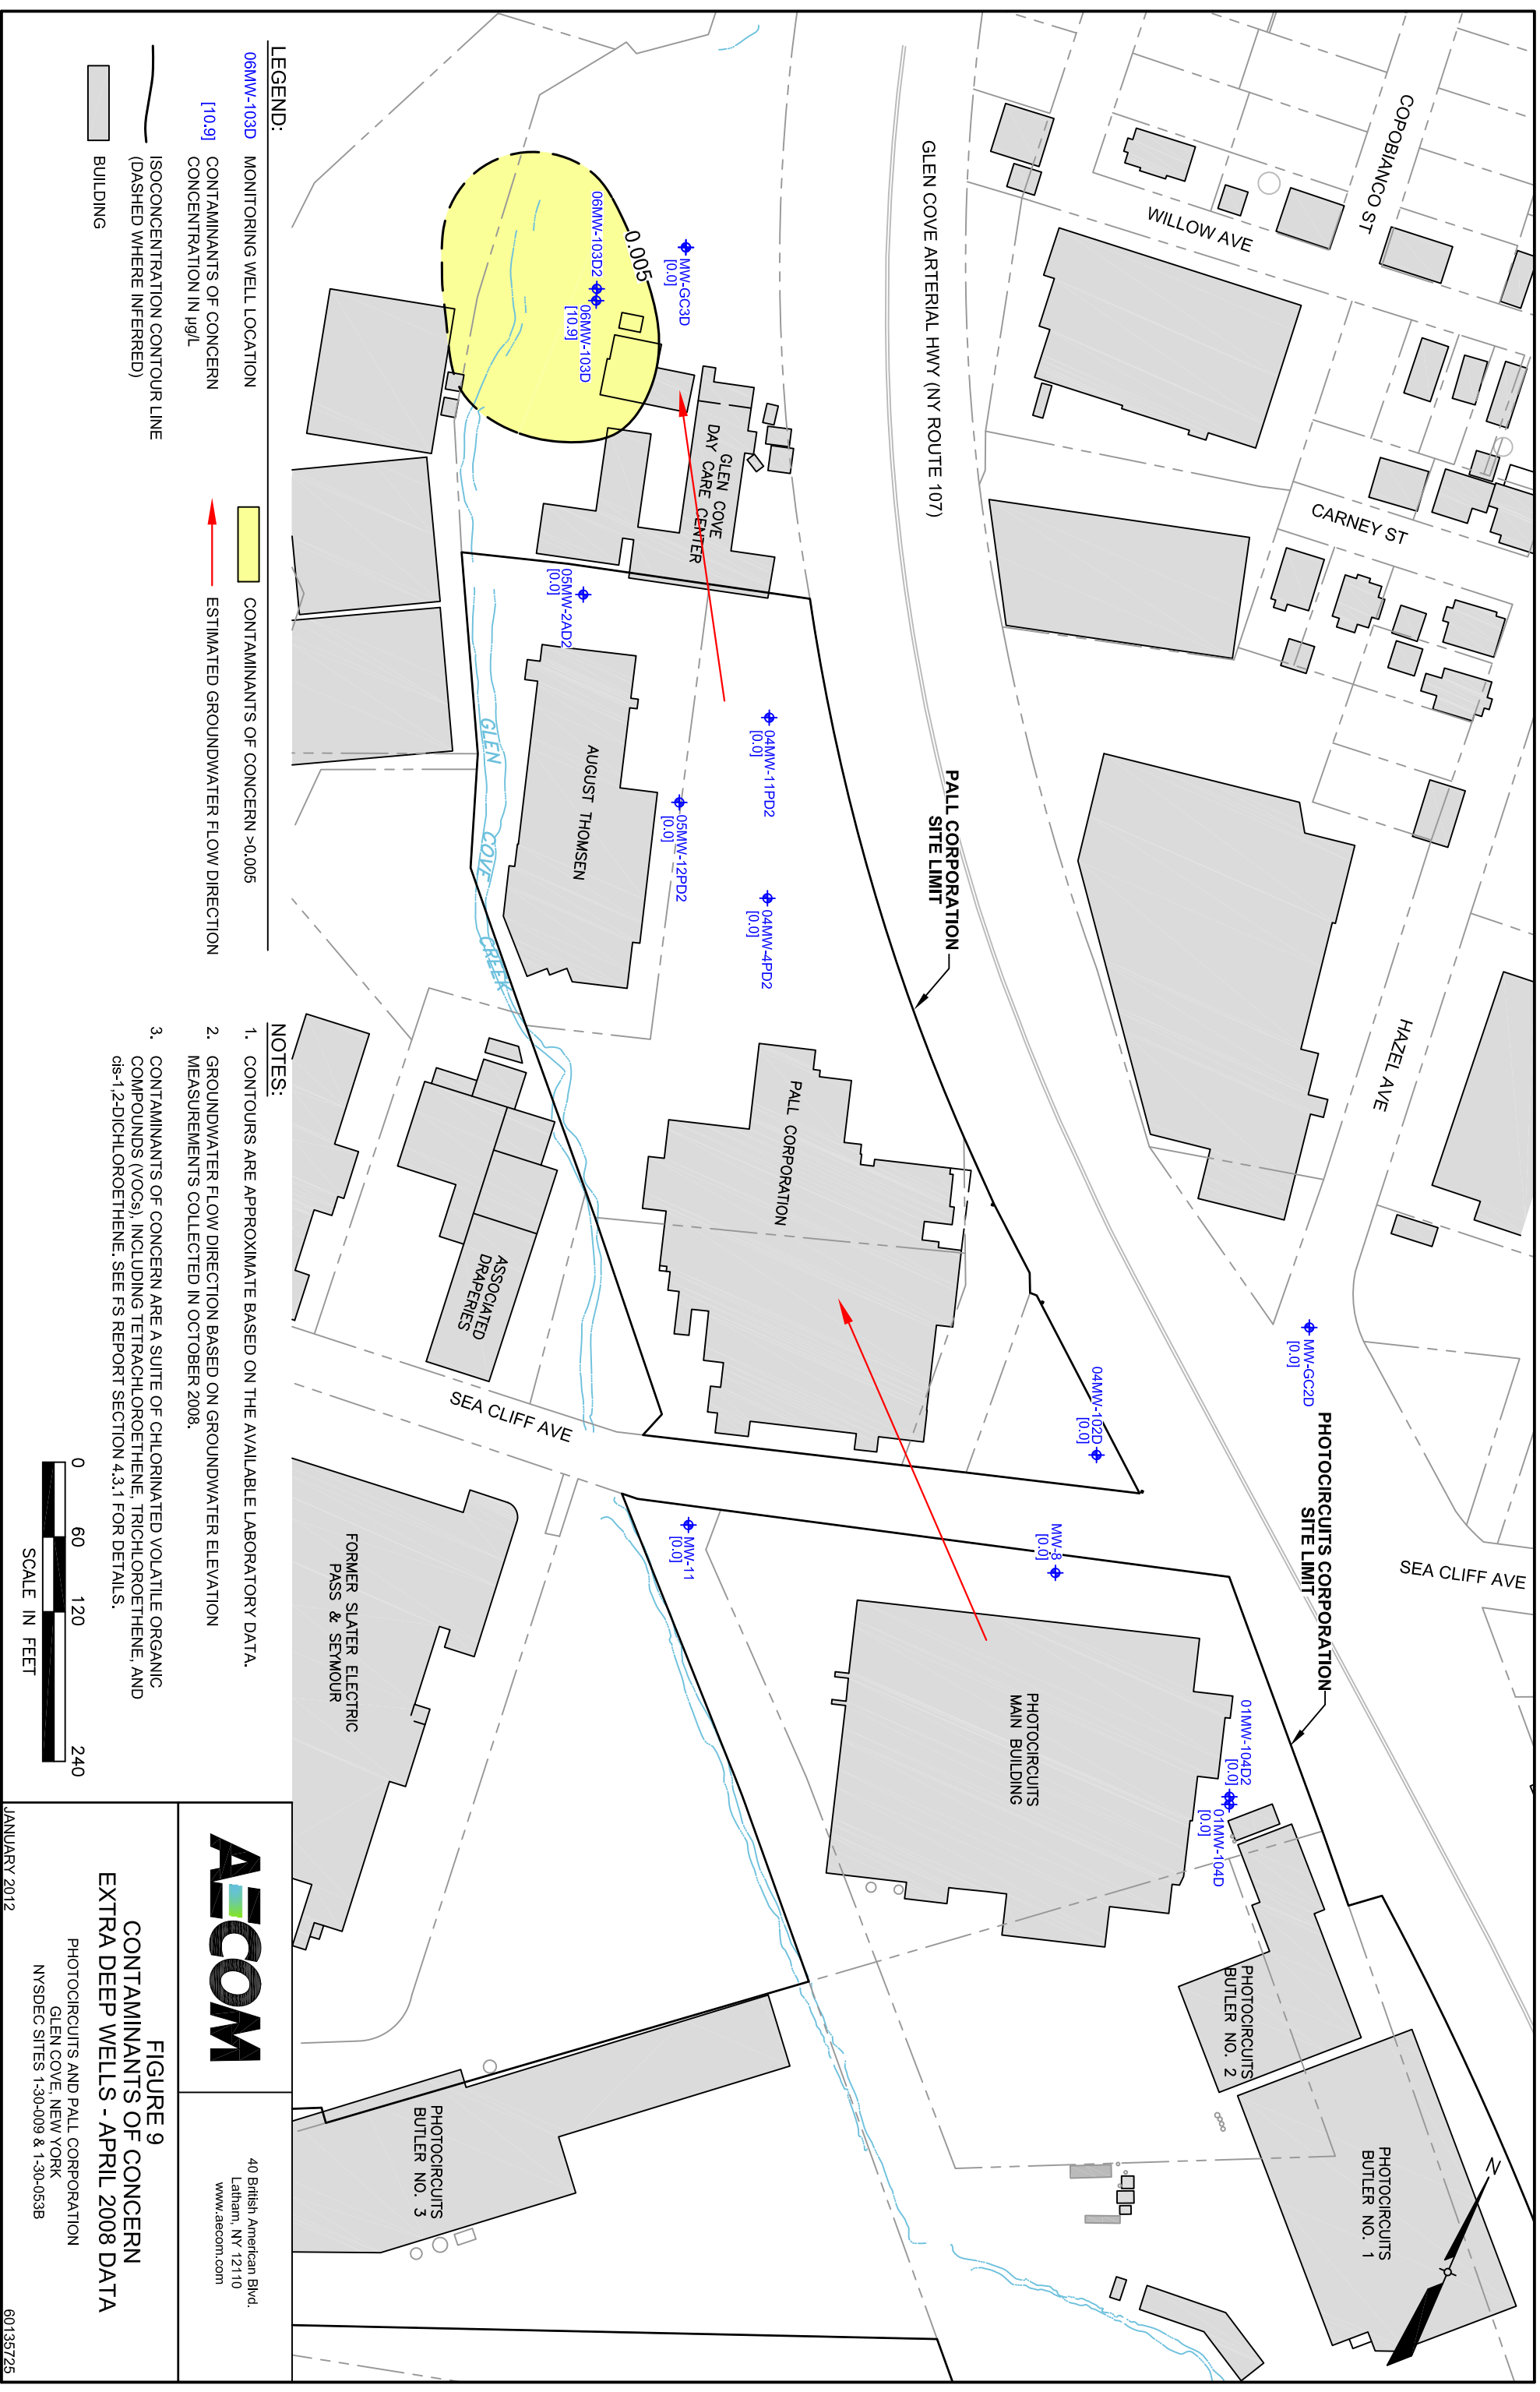 COPOBIANCO ST
WILLOW AVE
CARNEY ST
HAZEL AVE
SEA CLIFF AVE
GLEN COVE ARTERIAL HWY (NY ROUTE 107)
PALL CORPORATION
SITE LIMIT
PHOTOCIRCUITS CORPORATION
SITE LIMIT
MW-GC2D
[0.0]
04MW-102D
[0.0]
MW-8
[0.0]
01MW-104D2
[0.0]
01MW-104D
[0.0]
PHOTOCIRCUITS
BUTLER NO. 1
N
PHOTOCIRCUITS
BUTLER NO. 2
PHOTOCIRCUITS
MAIN BUILDING
MW-GC3D
[0.0]
0.005
06MW-103D2
06MW-103D
[10.9]
GLEN COVE
DAY CARE CENTER
05MW-2AD2
[0.0]
04MW-11PD2
[0.0]
05MW-12PD2
[0.0]
04MW-4PD2
[0.0]
AUGUST THOMSEN
PALL CORPORATION
MW-11
[0.0]
GLEN COVE CREEK
ASSOCIATED
DRAPERIES
SEA CLIFF AVE
FORMER SLATER ELECTRIC
PASS & SEYMOUR
PHOTOCIRCUITS
BUTLER NO. 3
LEGEND:
06MW-103D MONITORING WELL LOCATION
[10.9] CONTAMINANTS OF CONCERN
CONCENTRATION IN µg/L
ISOCONCENTRATION CONTOUR LINE
(DASHED WHERE INFERRED)
BUILDING
CONTAMINANTS OF CONCERN >0.005
ESTIMATED GROUNDWATER FLOW DIRECTION
NOTES:
1. CONTOURS ARE APPROXIMATE BASED ON THE AVAILABLE LABORATORY DATA.
2. GROUNDWATER FLOW DIRECTION BASED ON GROUNDWATER ELEVATION
MEASUREMENTS COLLECTED IN OCTOBER 2008.
3. CONTAMINANTS OF CONCERN ARE A SUITE OF CHLORINATED VOLATILE ORGANIC
COMPOUNDS (VOCs), INCLUDING TETRACHLOROETHENE, TRICHLOROETHENE, AND
cis-1,2-DICHLOROETHENE. SEE FS REPORT SECTION 4.3.1 FOR DETAILS.
0 60 120 240
SCALE IN FEET
AECOM
40 British American Blvd.
Latham, NY 12110
www.aecom.com
FIGURE 9
CONTAMINANTS OF CONCERN
EXTRA DEEP WELLS - APRIL 2008 DATA
PHOTOCIRCUITS AND PALL CORPORATION
GLEN COVE, NEW YORK
NYSDEC SITES 1-30-009 & 1-30-053B
JANUARY 2012
60135725